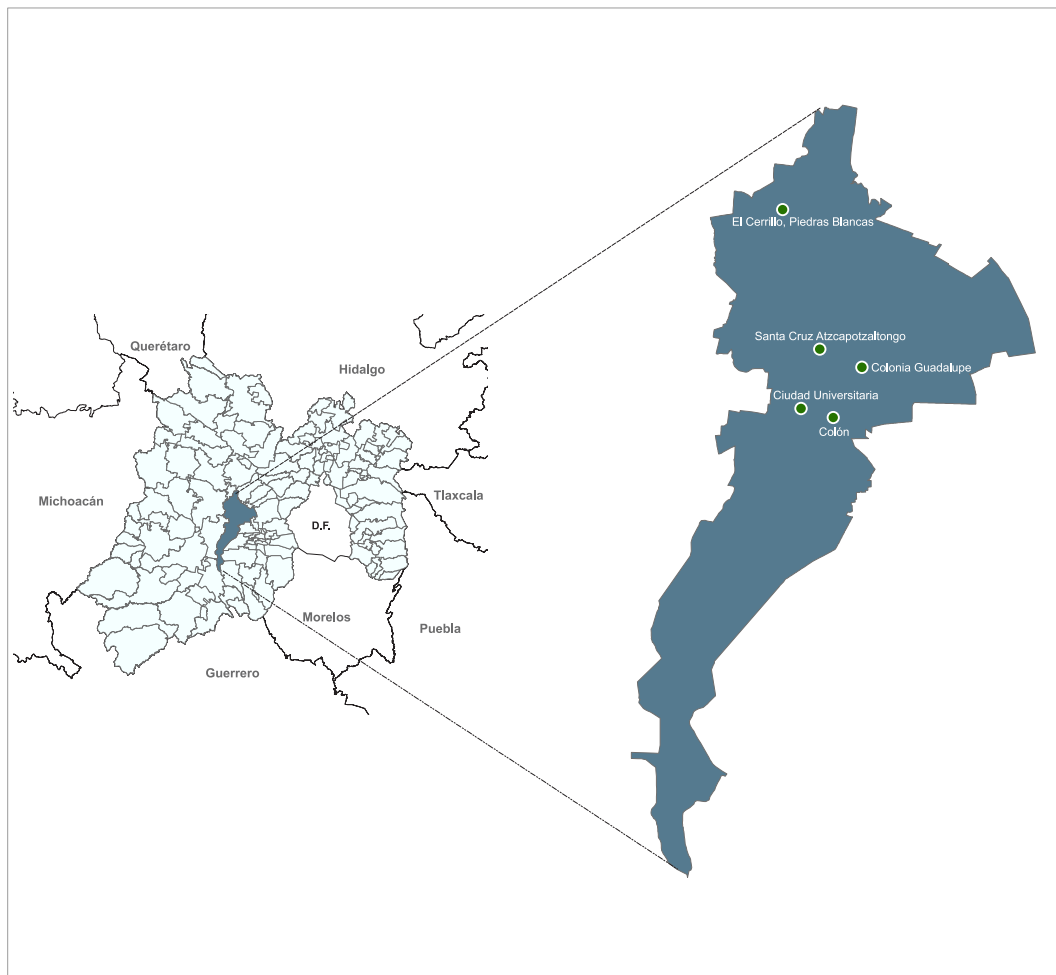 El Cerrillo, Piedras Blancas
Santa Cruz Atzcapotzaltongo
Querétaro
Hidalgo
Colonia Guadalupe
Ciudad Universitaria
Colón
Michoacán
Tlaxcala
D.F.
Morelos
Puebla
Guerrero